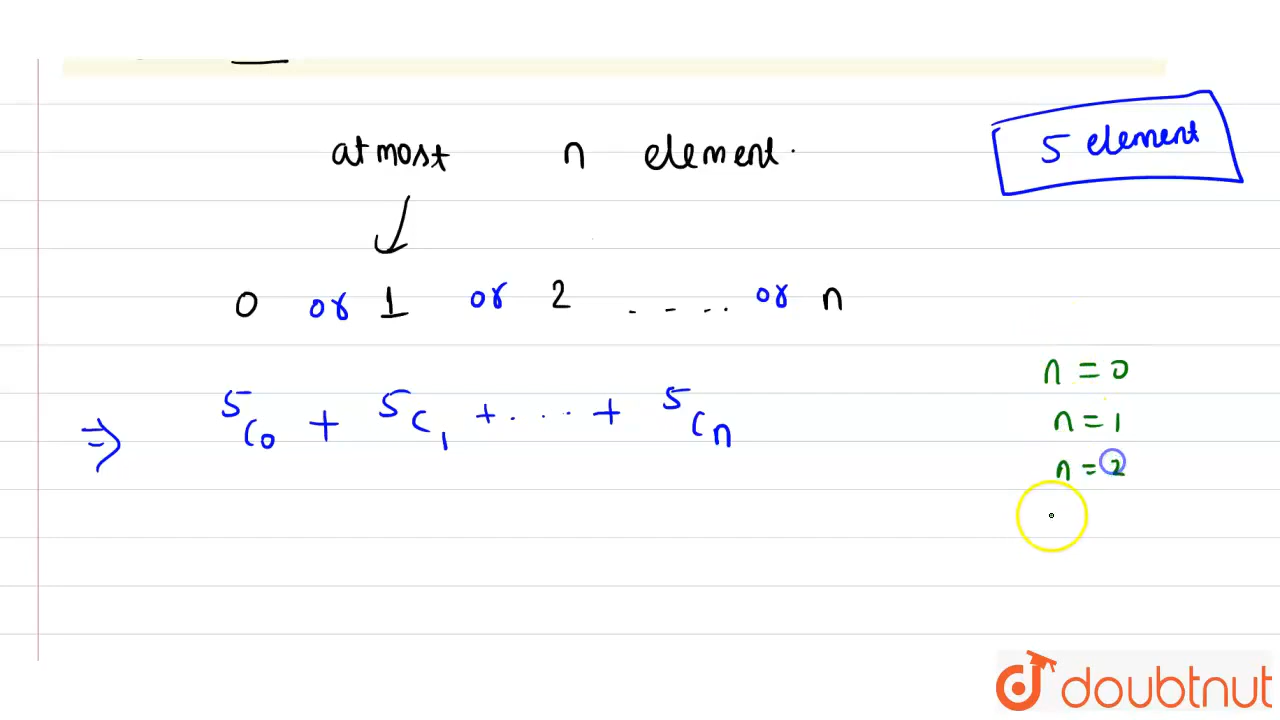 atmost n element.
5 element
0 or 1 or 2 ..... or n
n = 0
⇒ ⁵C₀ + ⁵C₁ + ..... + ⁵Cₙ
n = 1
n = 2
doubtnut